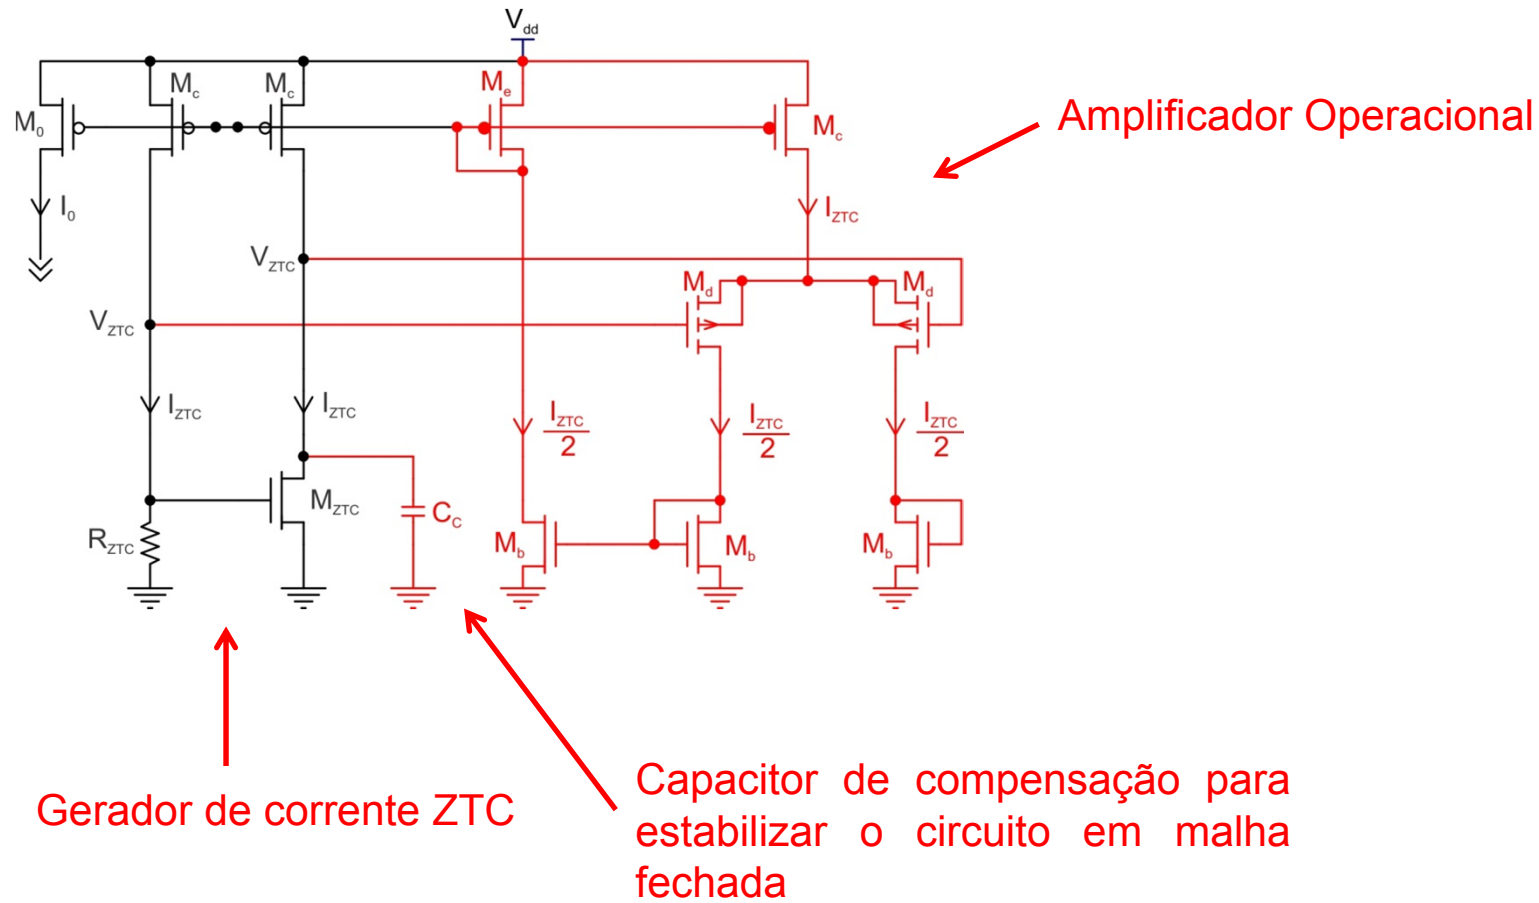 Vdd
Mc Mc Me
M0 Mc
Amplificador Operacional
I0 IZTC
VZTC
Md Md
VZTC
IZTC IZTC IZTC/2 IZTC/2 IZTC/2
MZTC CC
RZTC Mb Mb Mb
Gerador de corrente ZTC
Capacitor de compensação para
estabilizar o circuito em malha
fechada